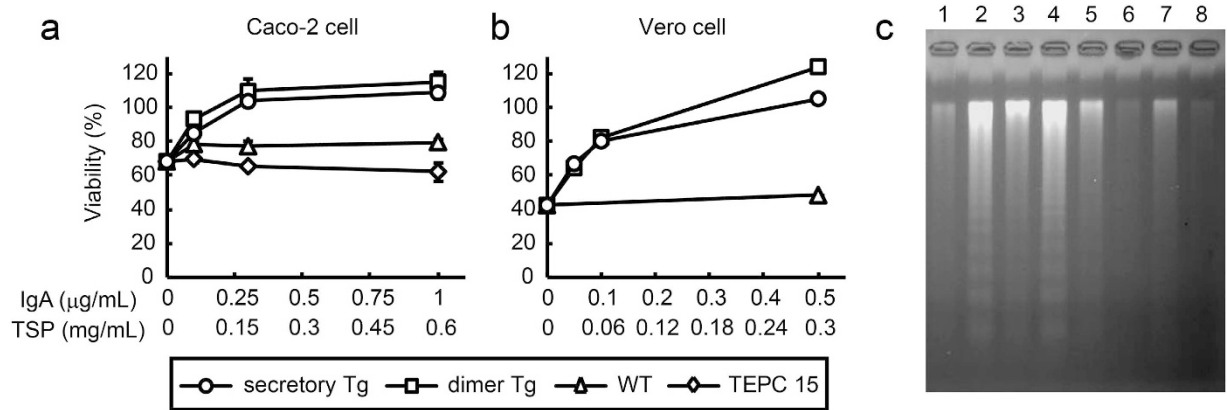 a Caco-2 cell b Vero cell c 1 2 3 4 5 6 7 8
Viability (%)
120 120
100 100
80 80
60 60
40 40
20 20
0 0
IgA (μg/mL) 0 0.25 0.5 0.75 1 0 0.1 0.2 0.3 0.4 0.5
TSP (mg/mL) 0 0.15 0.3 0.45 0.6 0 0.06 0.12 0.18 0.24 0.3
secretory Tg dimer Tg WT TEPC 15